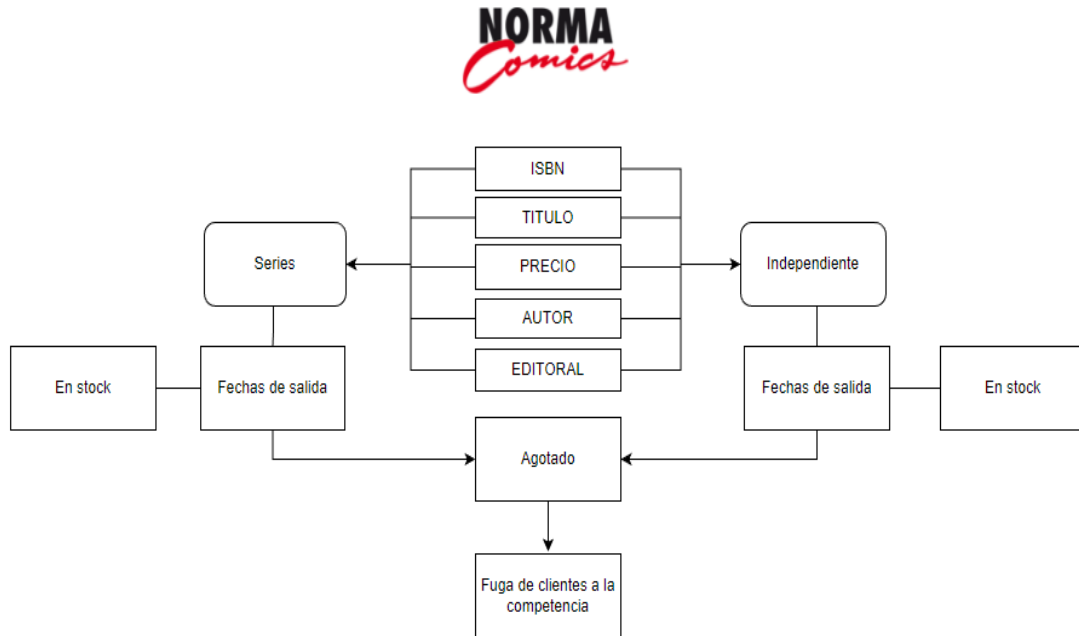 NORMA
Comics
ISBN
TITULO
Series
PRECIO
Independiente
AUTOR
EDITORAL
En stock
Fechas de salida
Fechas de salida
En stock
Agotado
Fuga de clientes a la
competencia